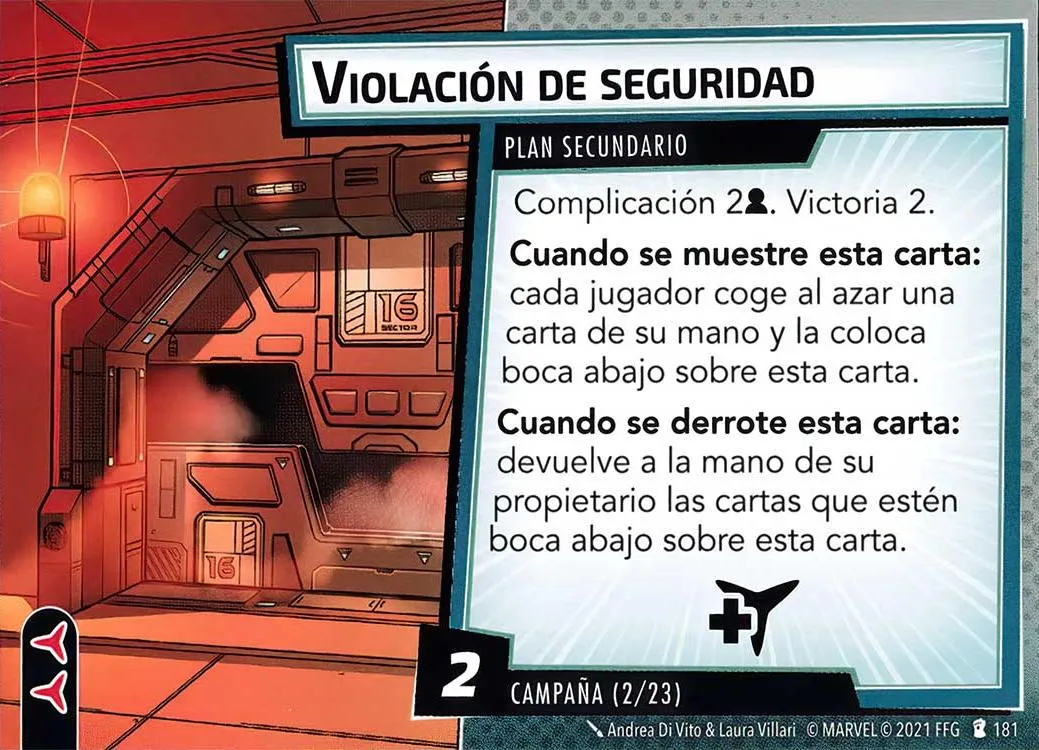 VIOLACIÓN DE SEGURIDAD
PLAN SECUNDARIO
Complicación 2. Victoria 2.
Cuando se muestre esta carta:
cada jugador coge al azar una
carta de su mano y la coloca
boca abajo sobre esta carta.
Cuando se derrote esta carta:
devuelve a la mano de su
propietario las cartas que estén
boca abajo sobre esta carta.
16
SECTOR
16
2
CAMPAÑA (2/23)
Andrea Di Vito & Laura Villari © MARVEL © 2021 FFG 181